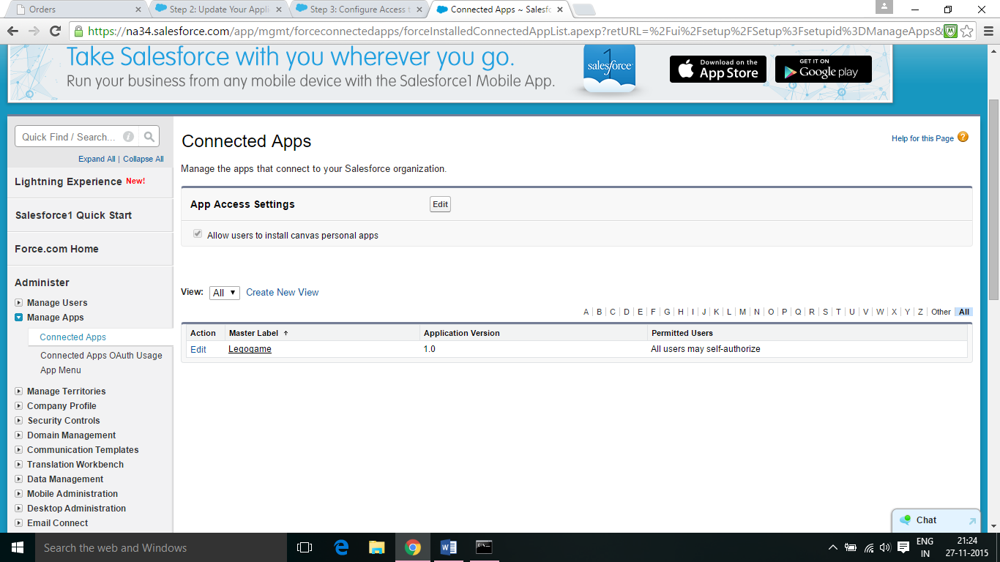 Orders
Step 2: Update Your Appli
Step 3: Configure Access t
Connected Apps ~ Salesfo
https://na34.salesforce.com/app/mgmt/forceconnectedapps/forceInstalledConnectedAppList.apexp?retURL=%2Fui%2Fsetup%2FSetup%3Fsetupid%3DManageApps&
Take Salesforce with you wherever you go.
Run your business from any mobile device with the Salesforce1 Mobile App.
1
salesforce
Download on the
App Store
GET IT ON
Google play
Quick Find / Search...
Expand All | Collapse All
Lightning Experience New!
Salesforce1 Quick Start
Force.com Home
Administer
Manage Users
Manage Apps
Connected Apps
Connected Apps OAuth Usage
App Menu
Manage Territories
Company Profile
Security Controls
Domain Management
Communication Templates
Translation Workbench
Data Management
Mobile Administration
Desktop Administration
Email Connect
Connected Apps
Help for this Page ?
Manage the apps that connect to your Salesforce organization.
App Access Settings
Edit
Allow users to install canvas personal apps
View: All Create New View
A | B | C | D | E | F | G | H | I | J | K | L | M | N | O | P | Q | R | S | T | U | V | W | X | Y | Z | Other | All
Action Master Label Application Version Permitted Users
Edit Legogame 1.0 All users may self-authorize
Chat
Search the web and Windows
ENG
IN
21:24
27-11-2015